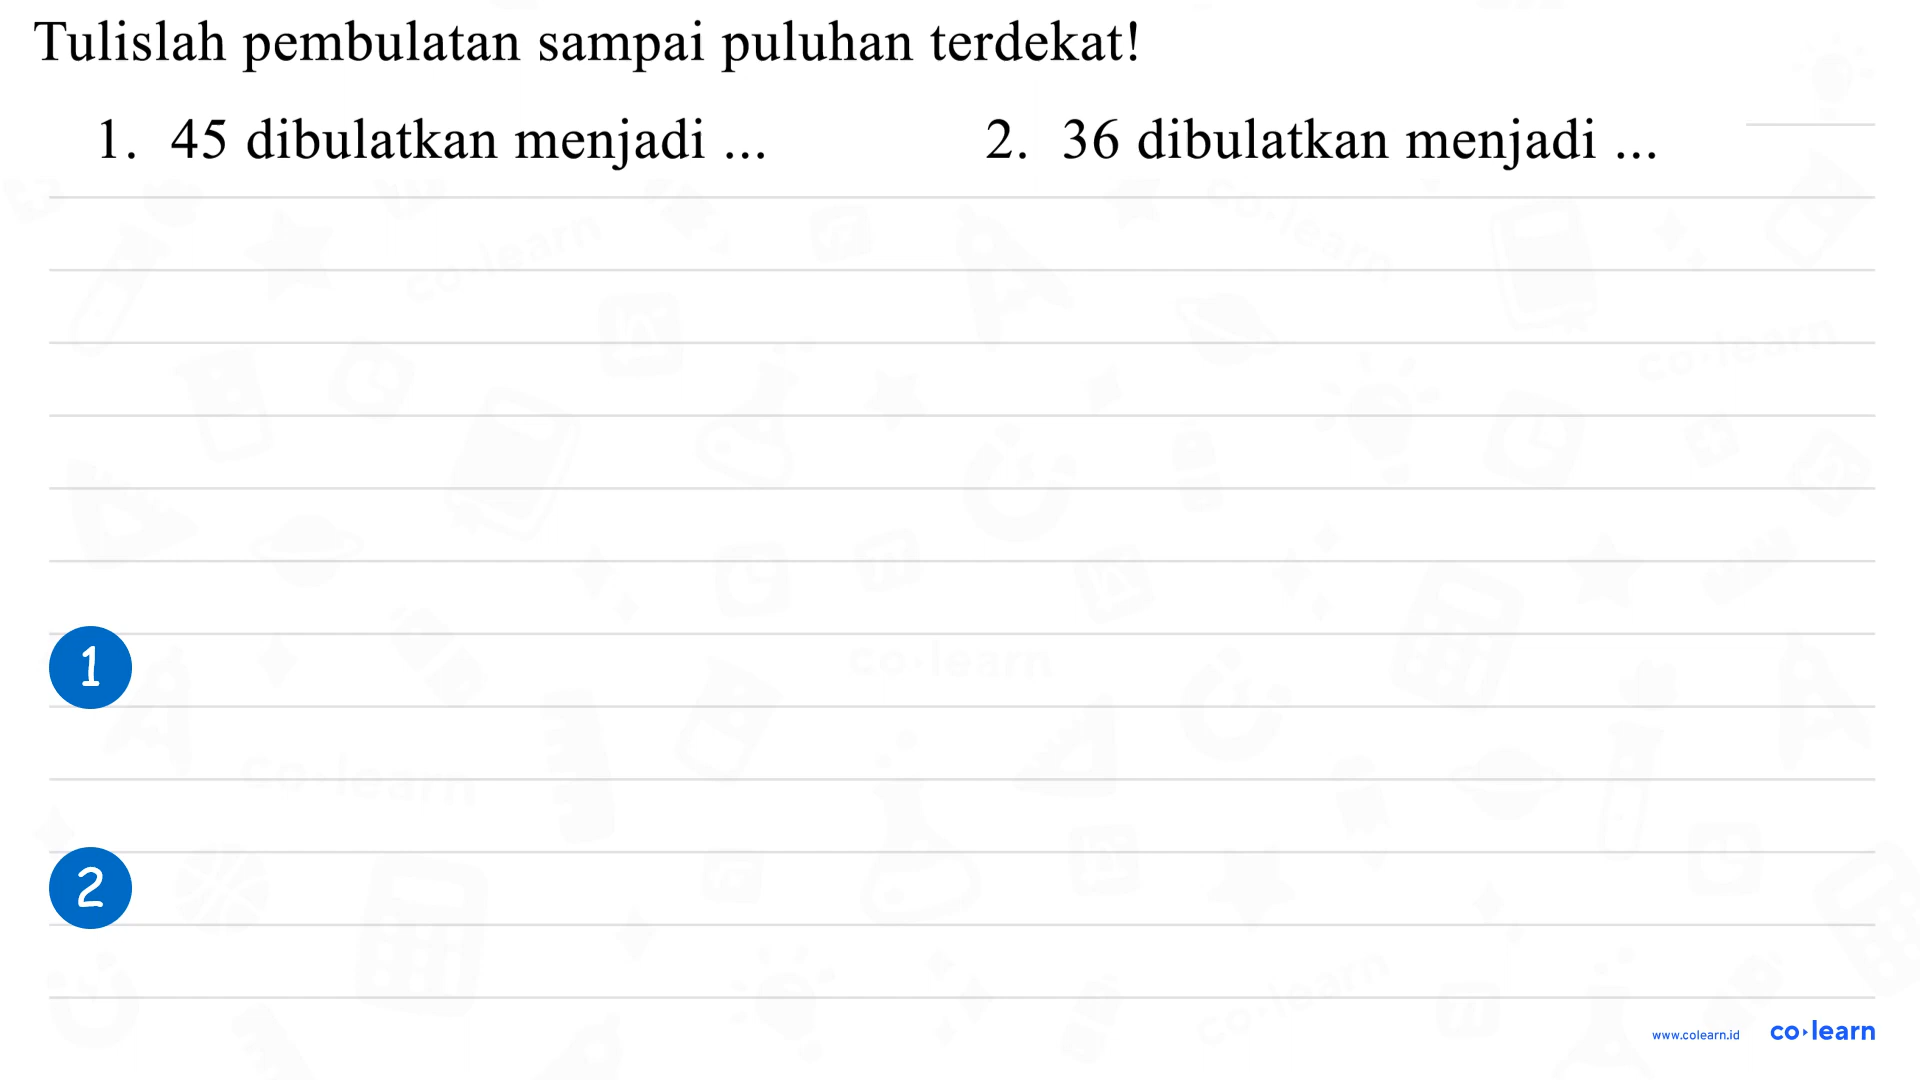 Tulislah pembulatan sampai puluhan terdekat!
1. 45 dibulatkan menjadi ... 2. 36 dibulatkan menjadi ...
1
2
www.colearn.id co·learn